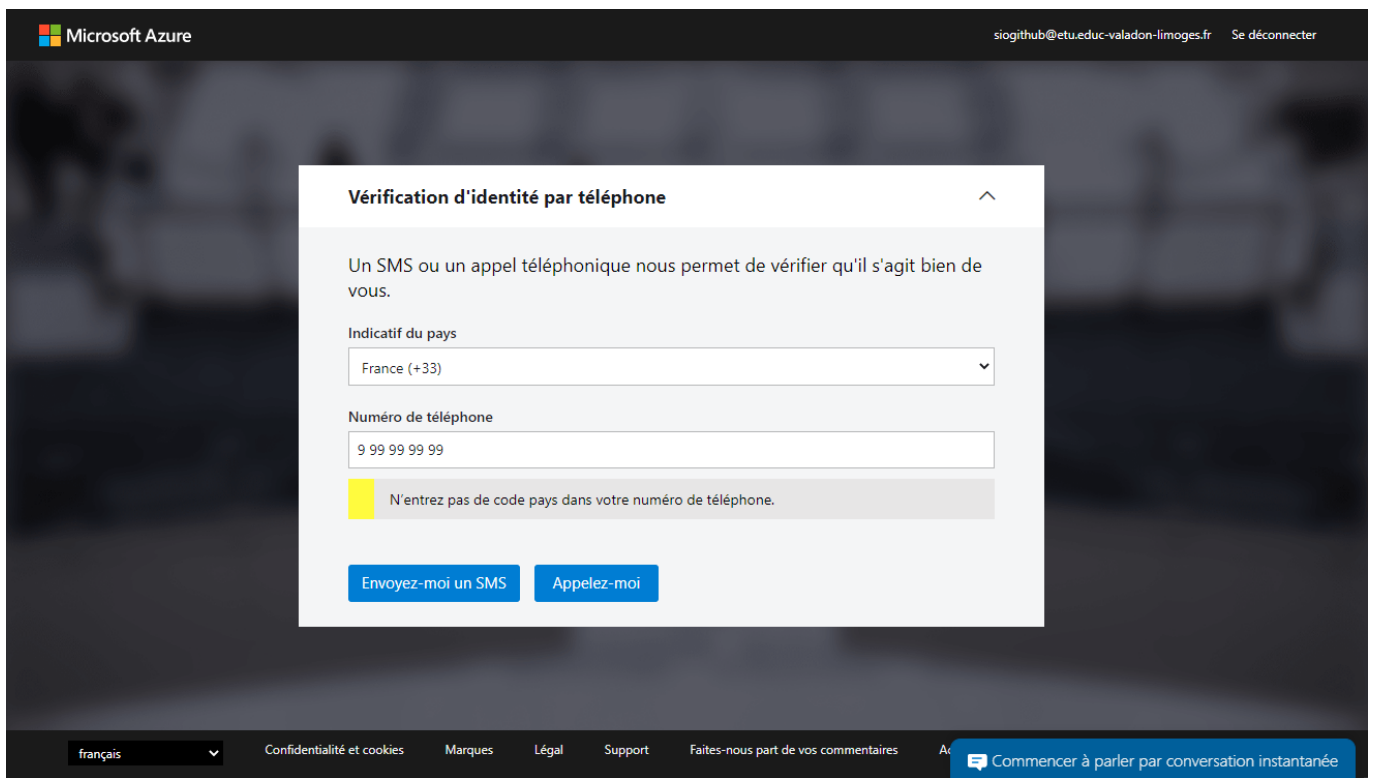 Microsoft Azure
siogithub@etu.educ-valadon-limoges.fr Se déconnecter
Vérification d'identité par téléphone
Un SMS ou un appel téléphonique nous permet de vérifier qu'il s'agit bien de
vous.
Indicatif du pays
France (+33)
Numéro de téléphone
9 99 99 99 99
N'entrez pas de code pays dans votre numéro de téléphone.
Envoyez-moi un SMS Appelez-moi
français Confidentialité et cookies Marques Légal Support Faites-nous part de vos commentaires
Commencer à parler par conversation instantanée